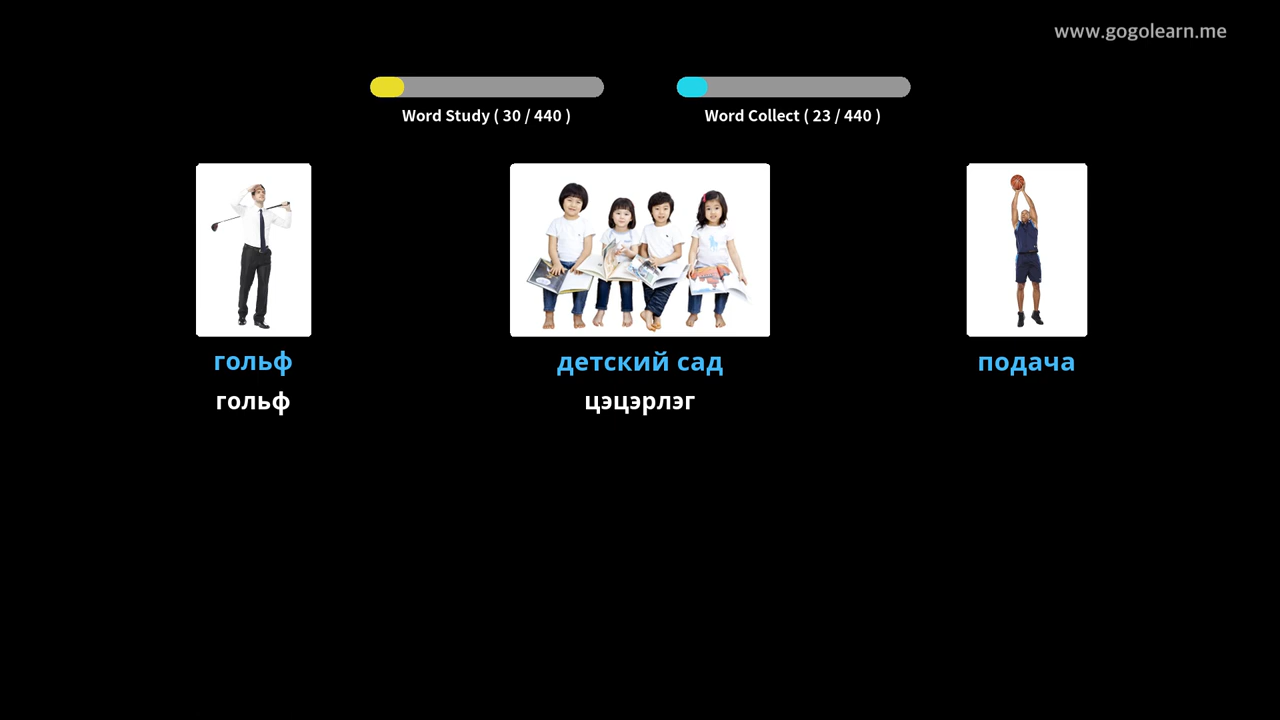 www.gogolearn.me
Word Study ( 30 / 440 )
Word Collect ( 23 / 440 )
гольф
детский сад
подача
гольф
цэцэрлэг